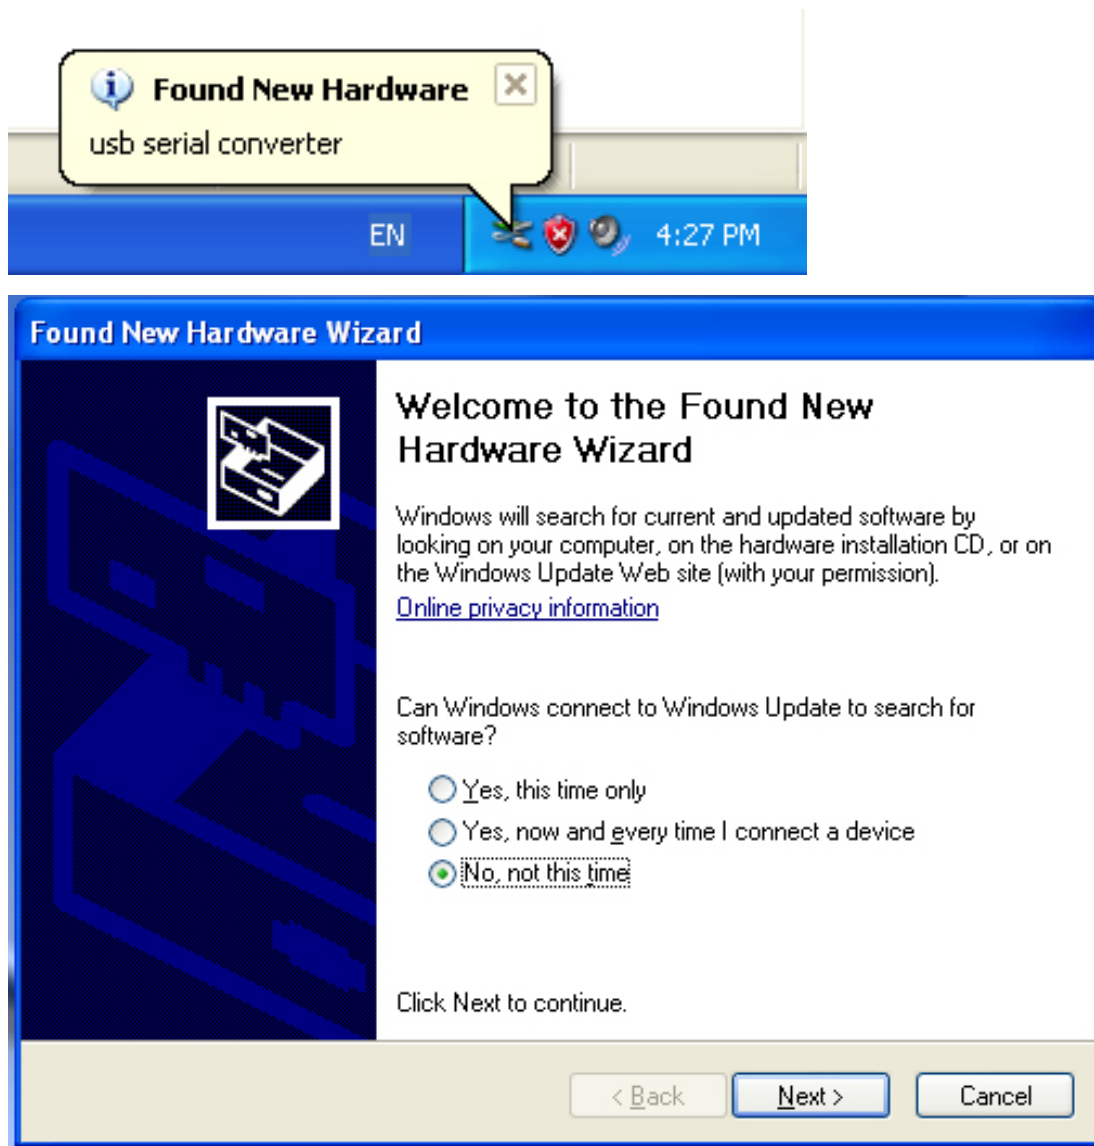 Found New Hardware
usb serial converter
EN
4:27 PM
Found New Hardware Wizard
Welcome to the Found New
Hardware Wizard
Windows will search for current and updated software by
looking on your computer, on the hardware installation CD, or on
the Windows Update Web site (with your permission).
Online privacy information
Can Windows connect to Windows Update to search for
software?
Yes, this time only
Yes, now and every time I connect a device
No, not this time
Click Next to continue.
< Back
Next >
Cancel